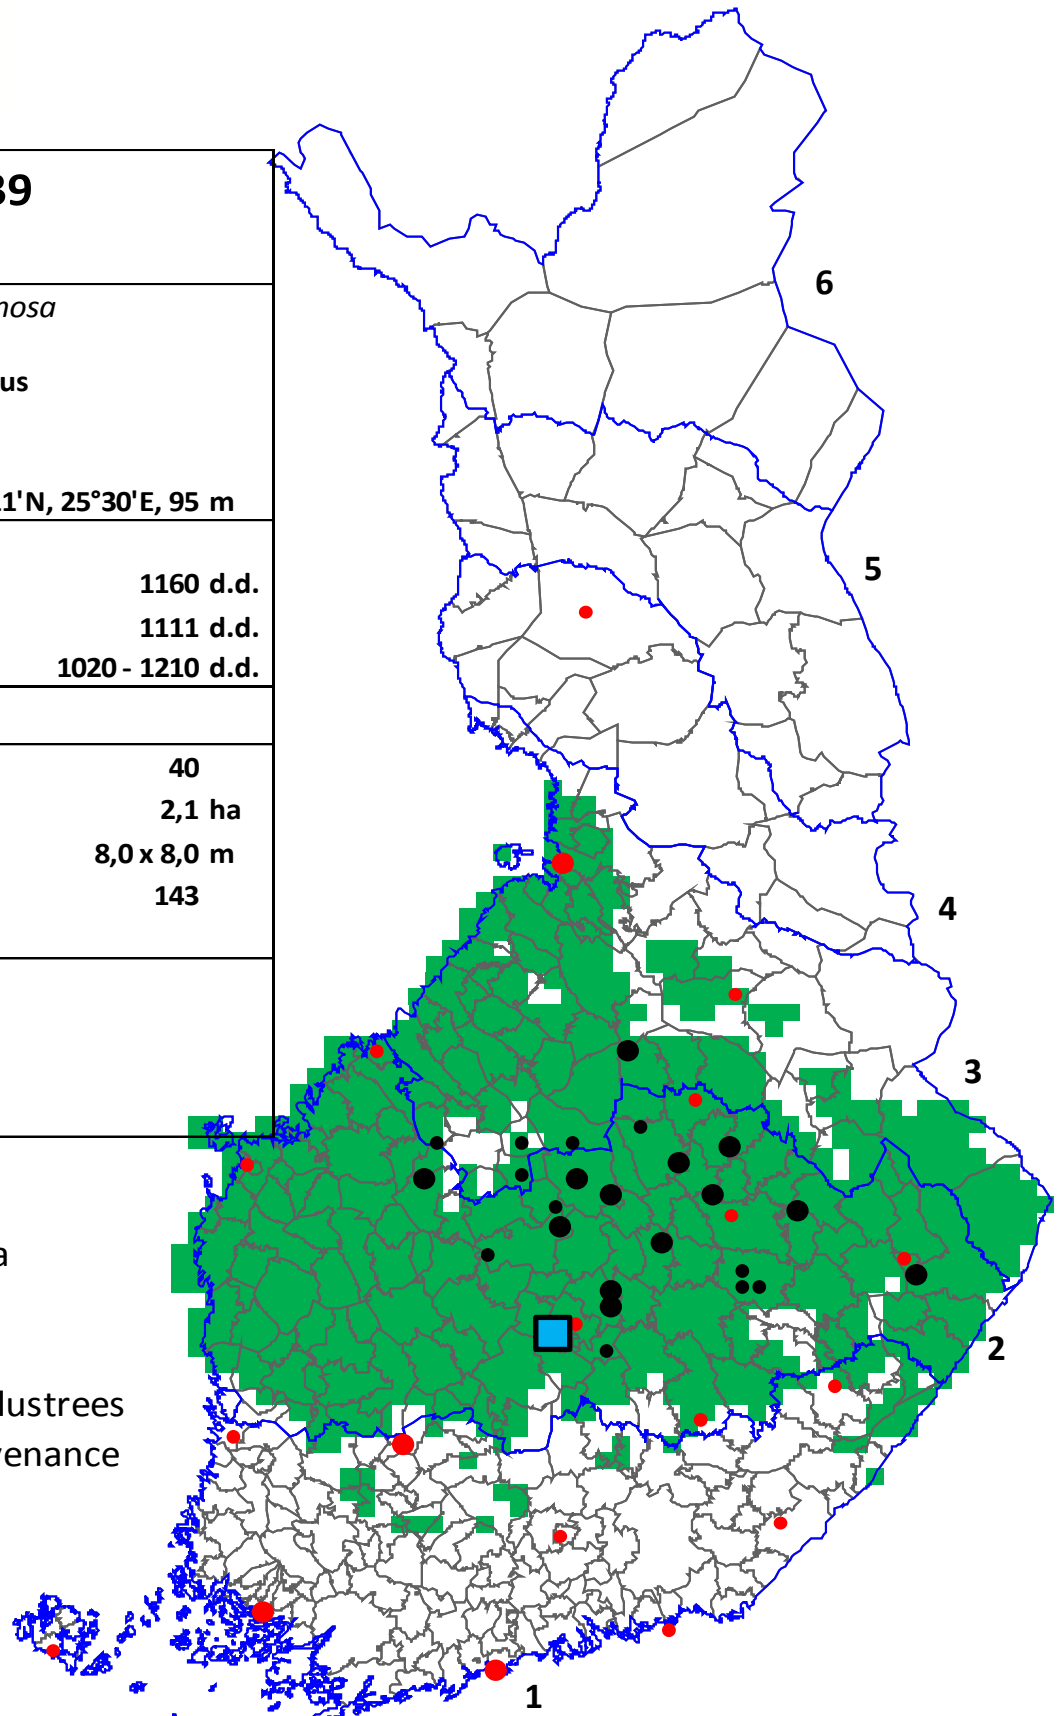 39
nosa
us
11'N, 25°30'E, 95 m
1160 d.d.
1111 d.d.
1020 - 1210 d.d.
40
2,1 ha
8,0 x 8,0 m
143
a
lustrees
venance
6
5
4
3
2
1